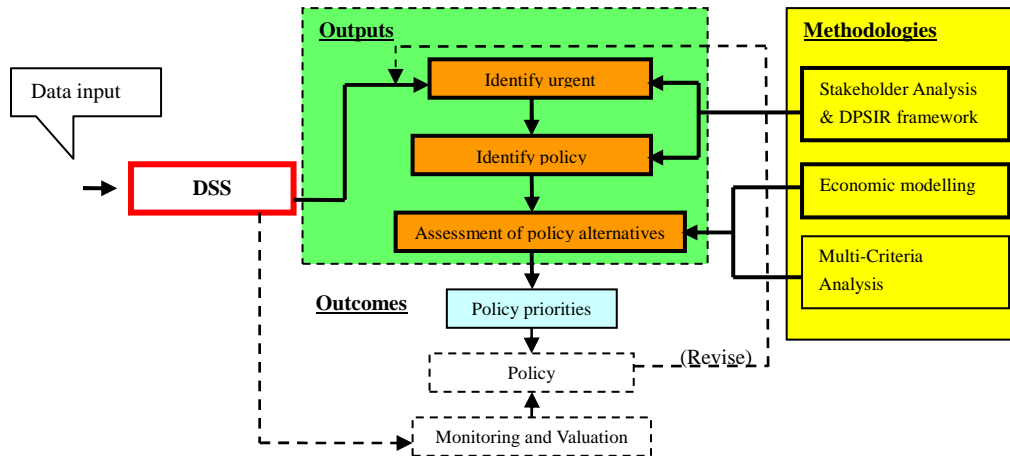 Outputs
Methodologies
Data input
Identify urgent
Stakeholder Analysis
& DPSIR framework
Identify policy
DSS
Economic modelling
Assessment of policy alternatives
Multi-Criteria
Analysis
Outcomes
Policy priorities
(Revise)
Policy
Monitoring and Valuation